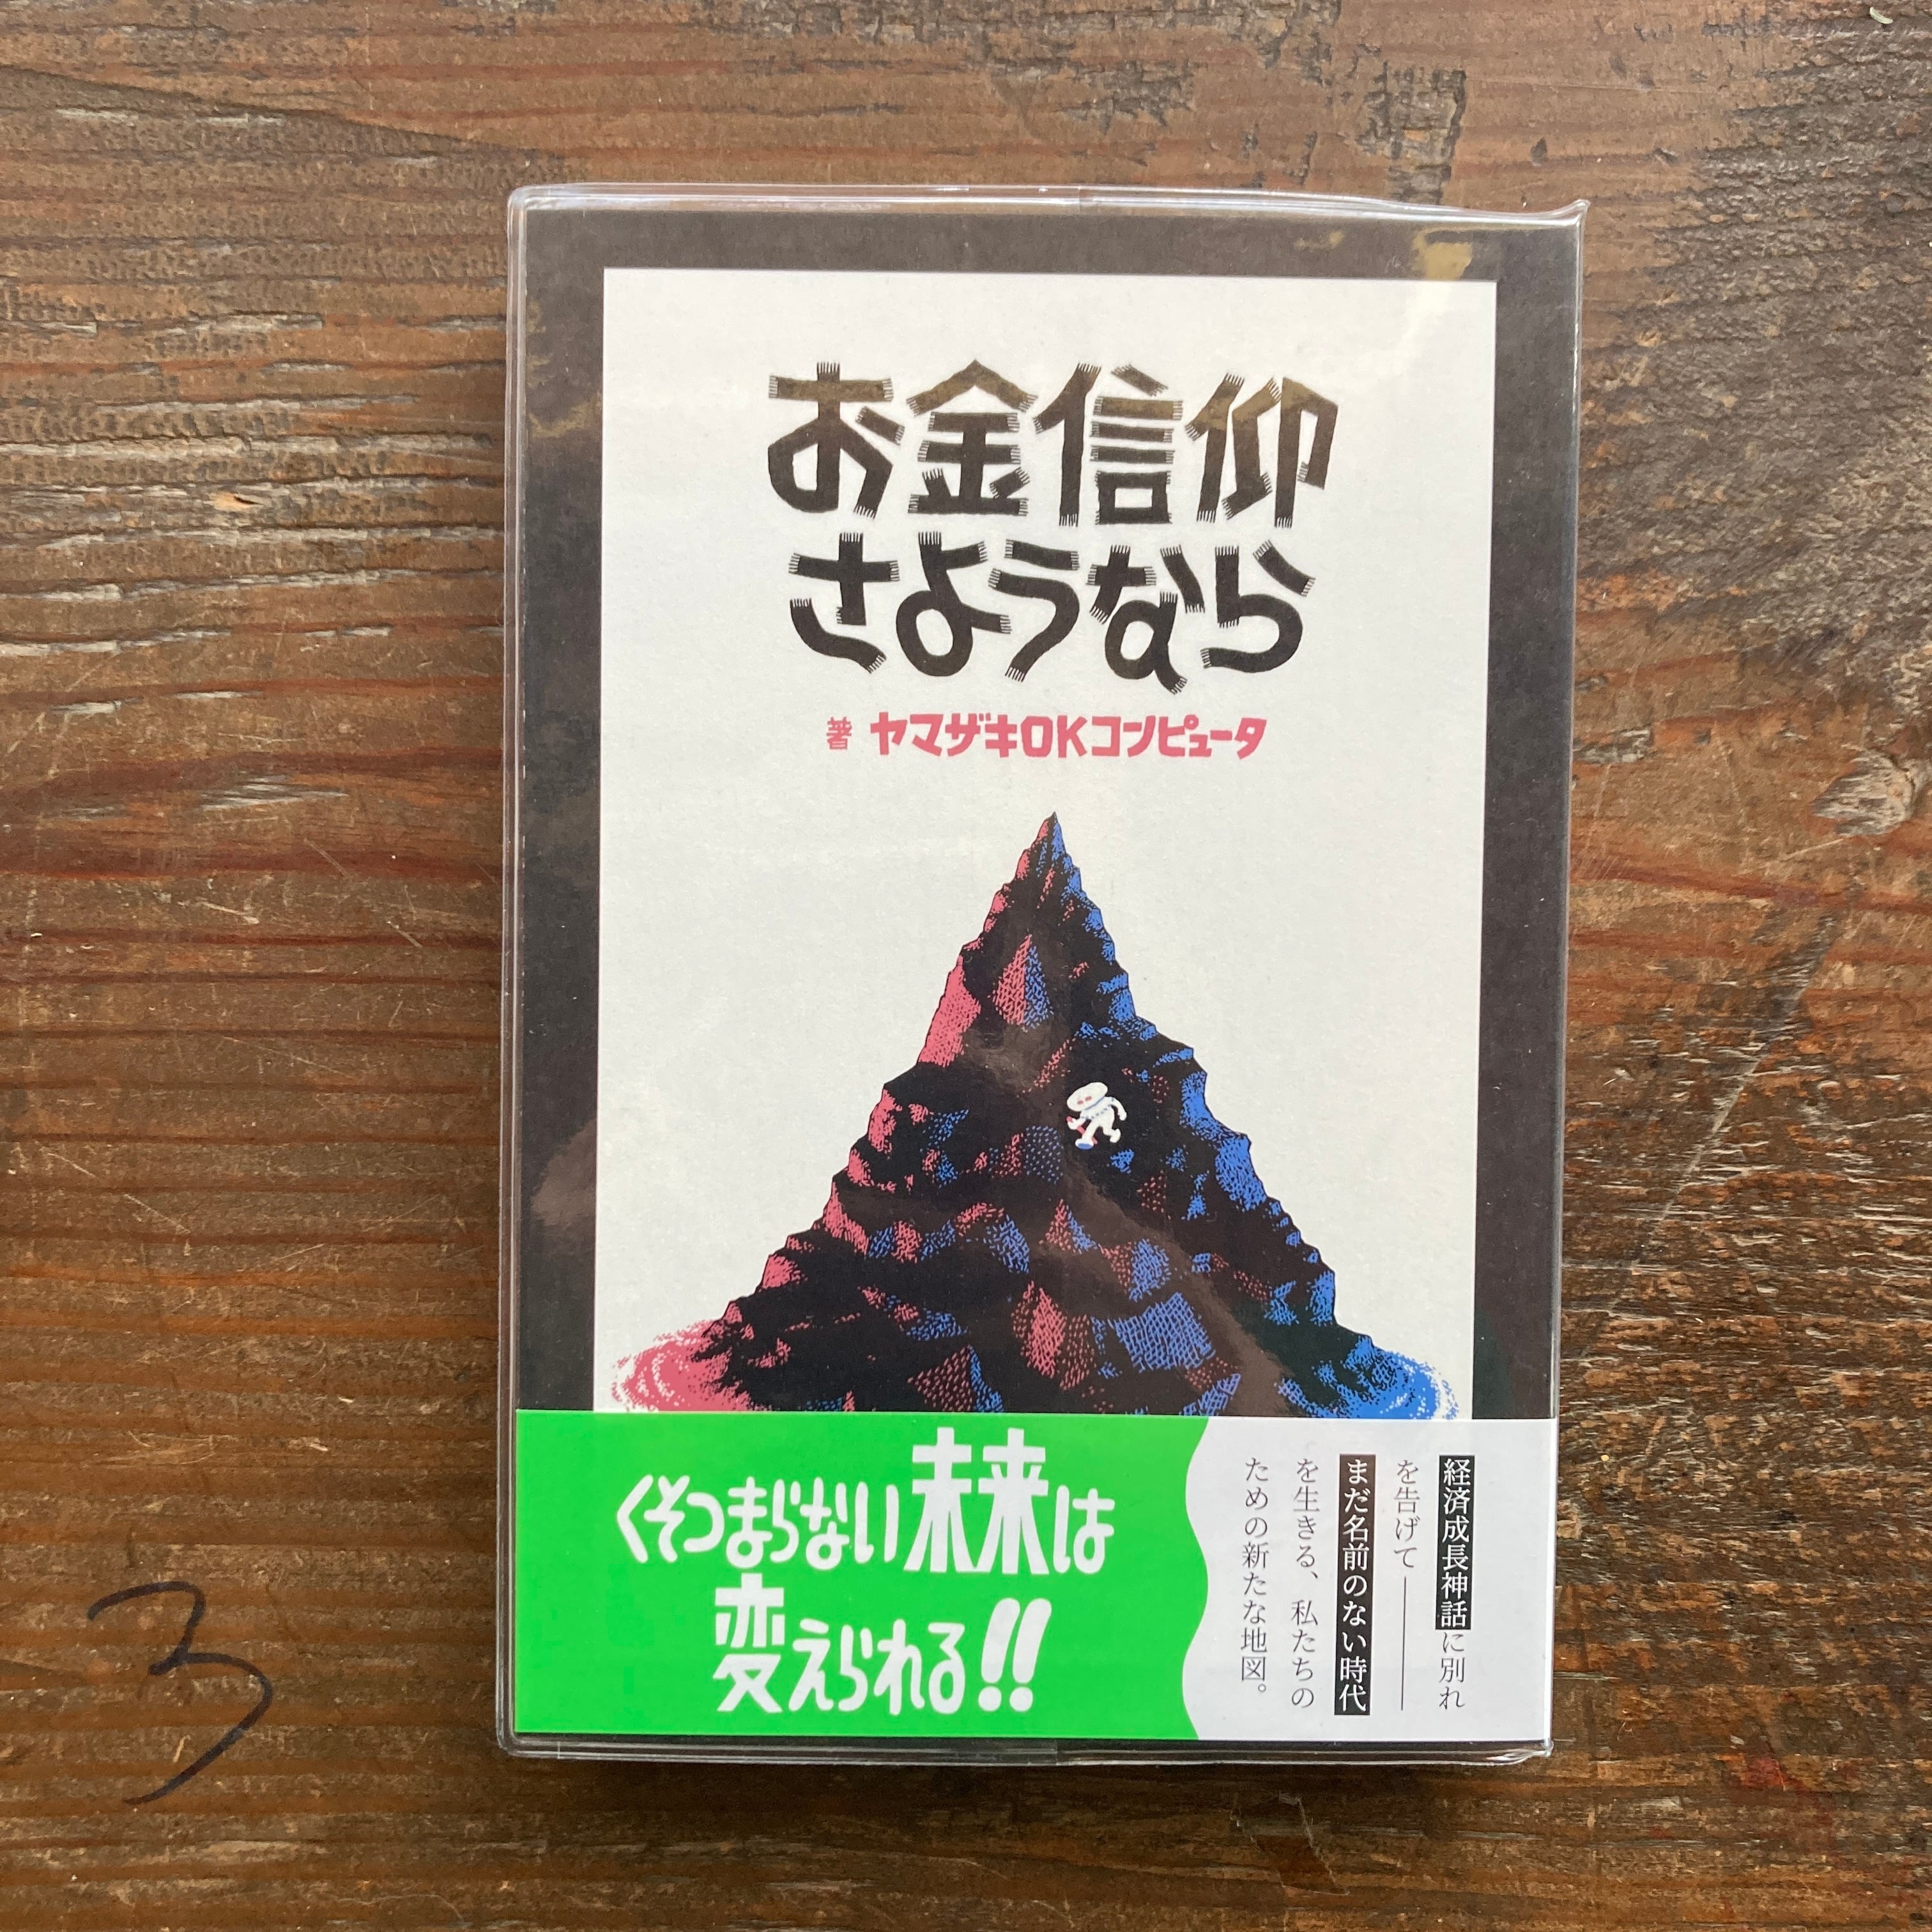 お金信仰
さようなら
著 ヤマザキOKコンピュータ
くそつまらない未来は
変えられる!!
経済成長神話に別れ
を告げて――
まだ名前のない時代
を生きる、私たちの
ための新たな地図。
3